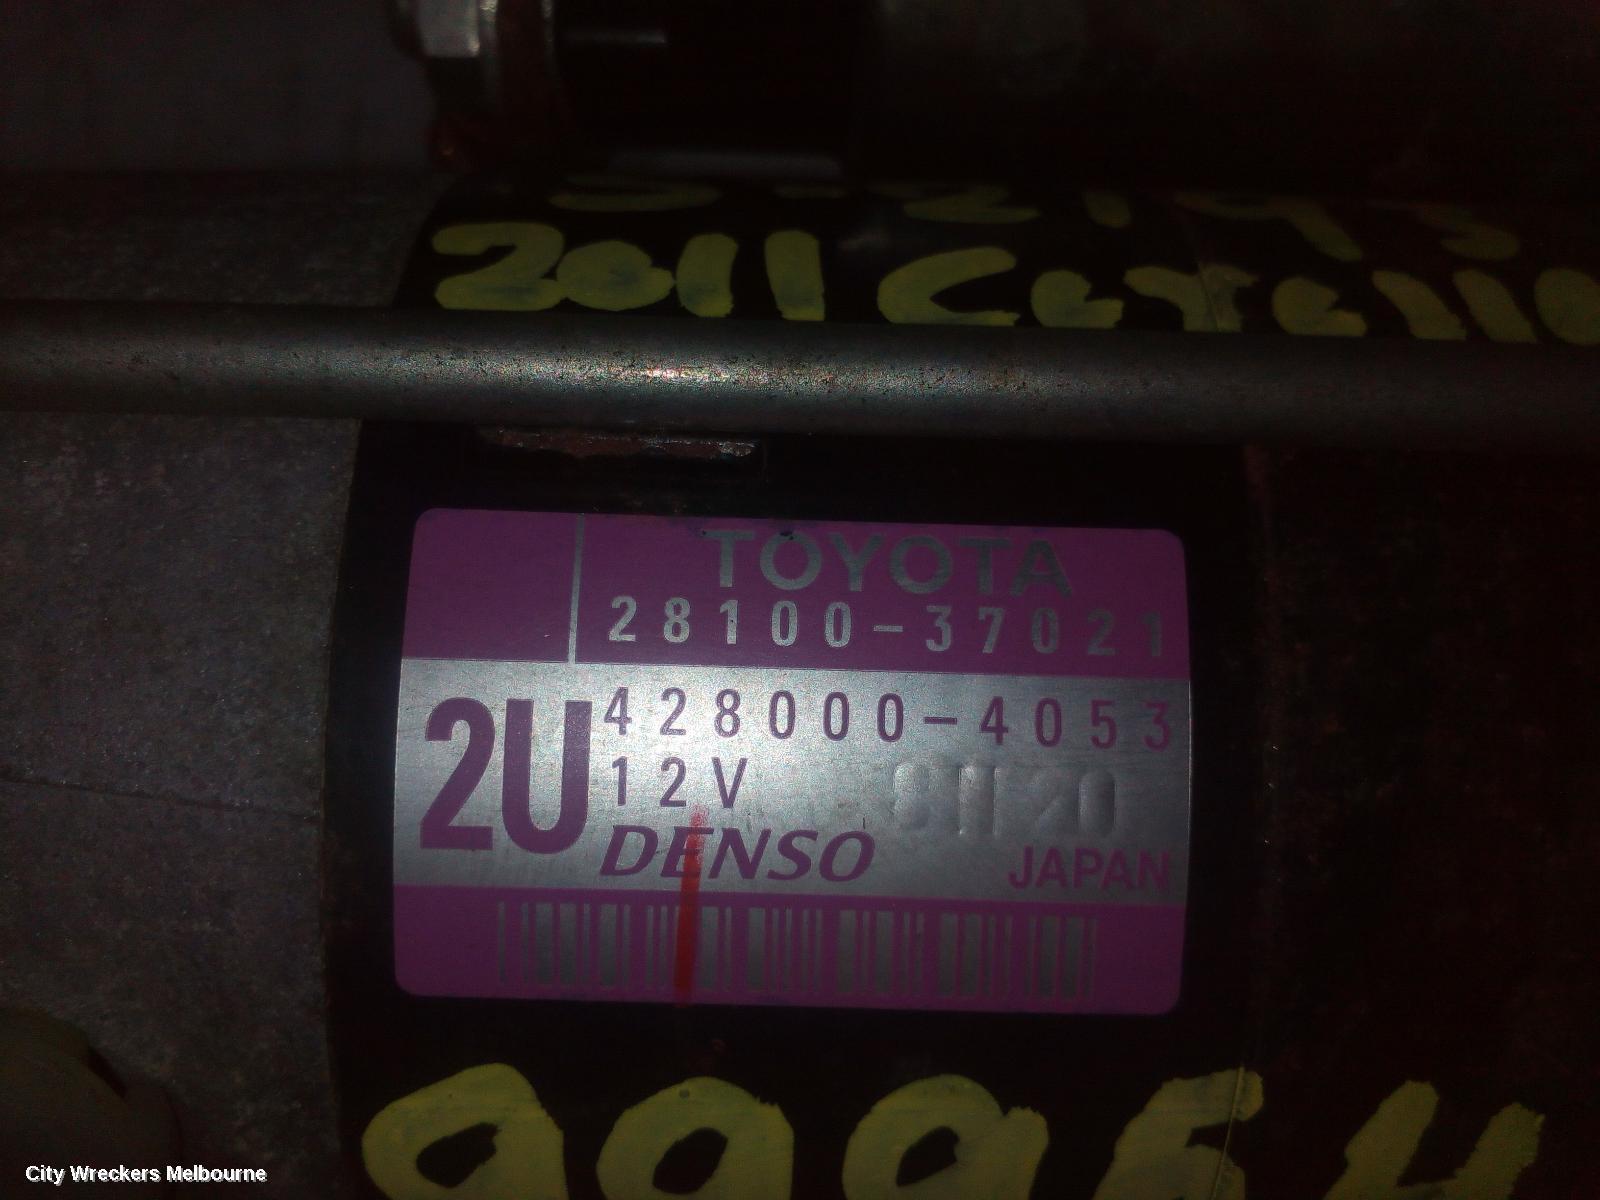 2011 Corolla
TOYOTA
28100-37021
2U
428000-4053
12V
DENSO
JAPAN
City Wreckers Melbourne